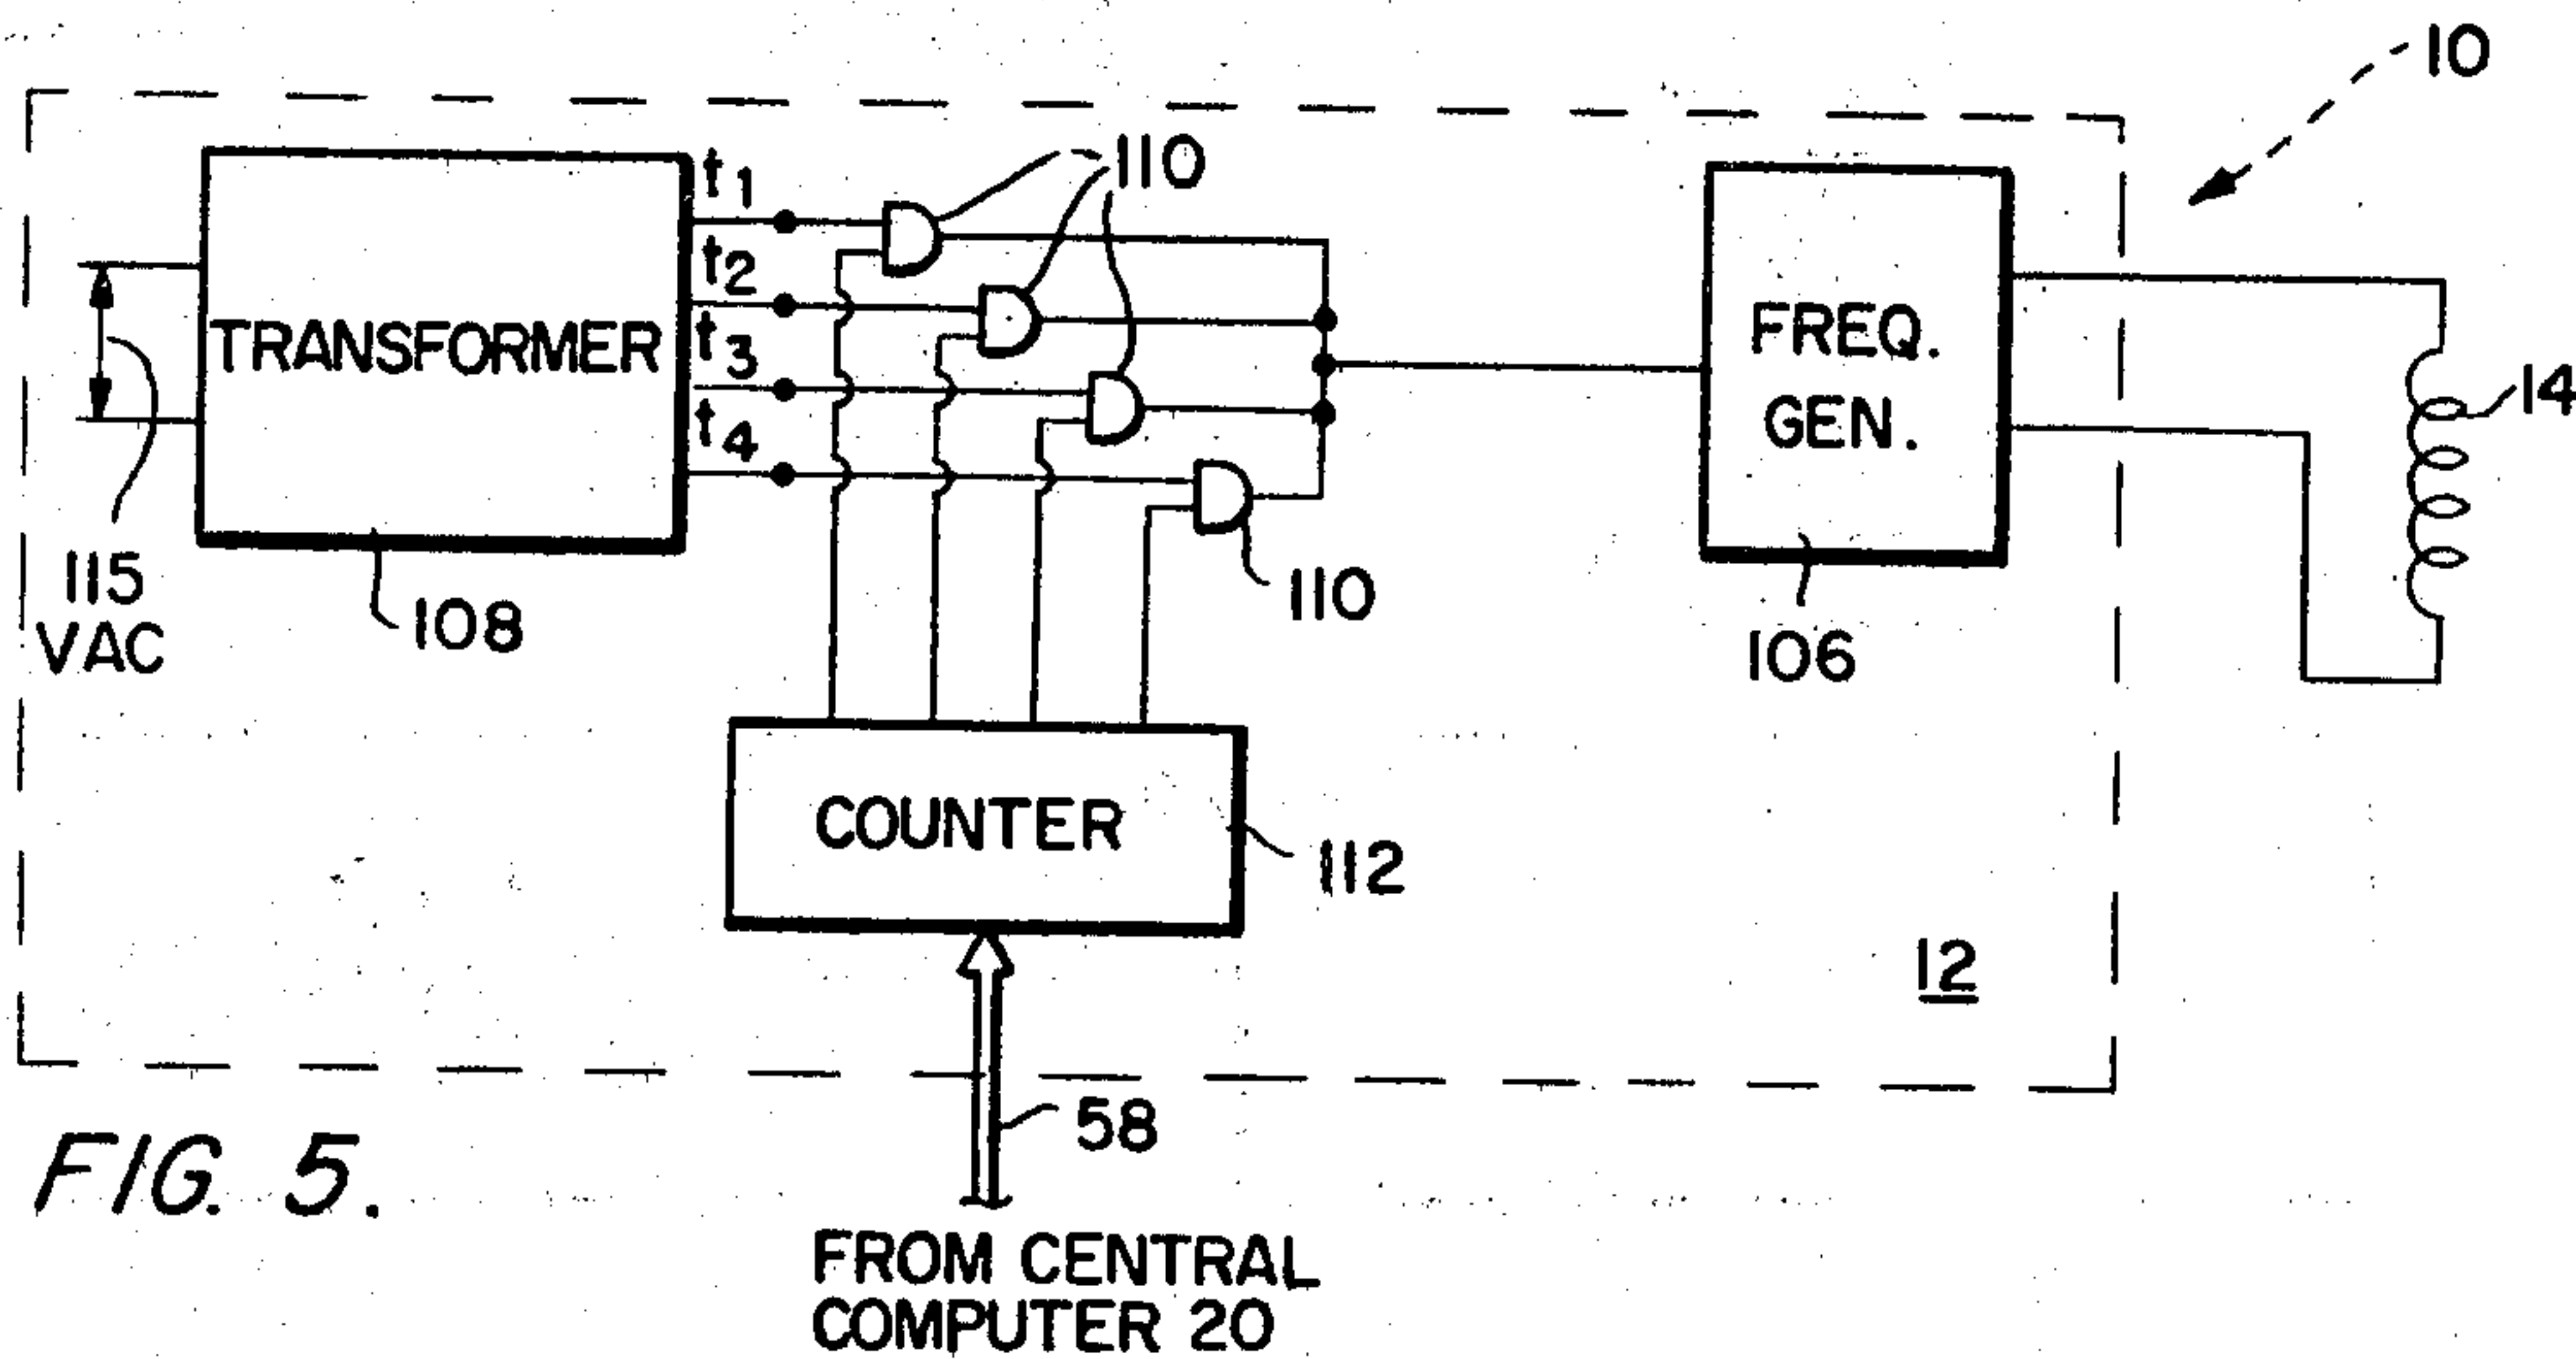 10
t1
110
t2
t3
t4
TRANSFORMER
FREQ.
GEN.
14
115
VAC
108
110
106
COUNTER
112
12
58
FIG. 5.
FROM CENTRAL
COMPUTER 20